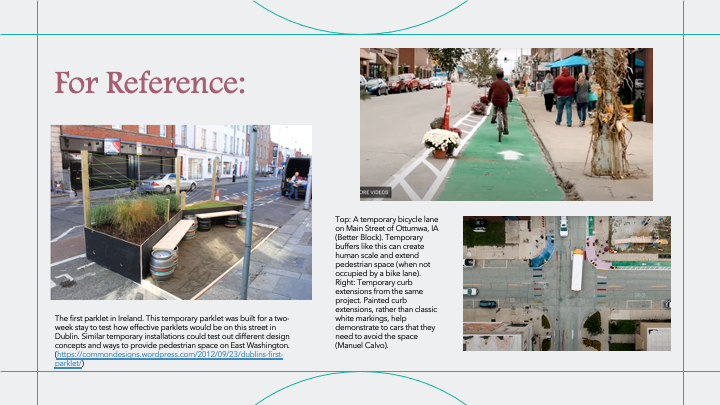 For Reference:
ORE VIDEOS
The first parklet in Ireland. This temporary parklet was built for a two-
week stay to test how effective parklets would be on this street in
Dublin. Similar temporary installations could test out different design
concepts and ways to provide pedestrian space on East Washington.
(https://commondesigns.wordpress.com/2012/09/23/dublins-first-
parklet/)
Top: A temporary bicycle lane
on Main Street of Ottumwa, IA
(Better Block). Temporary
buffers like this can create
human scale and extend
pedestrian space (when not
occupied by a bike lane).
Right: Temporary curb
extensions from the same
project. Painted curb
extensions, rather than classic
white markings, help
demonstrate to cars that they
need to avoid the space
(Manuel Calvo).